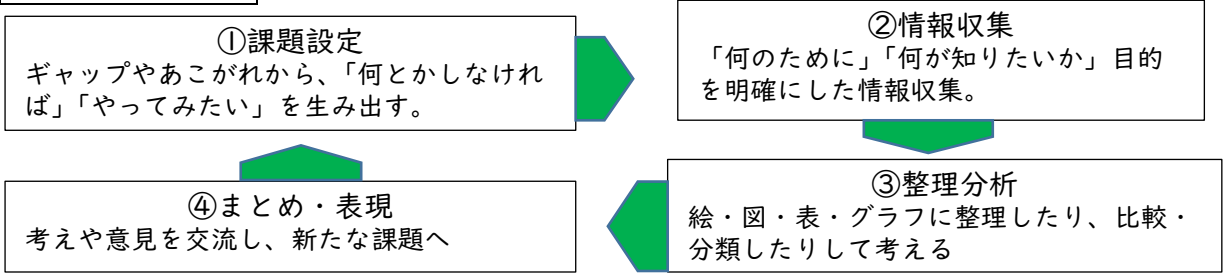 ①課題設定
ギャップやあこがれから、「何とかしなけれ
ば」「やってみたい」を生み出す。
②情報収集
「何のために」「何が知りたいか」目的
を明確にした情報収集。
③整理分析
絵・図・表・グラフに整理したり、比較・
分類したりして考える
④まとめ・表現
考えや意見を交流し、新たな課題へ